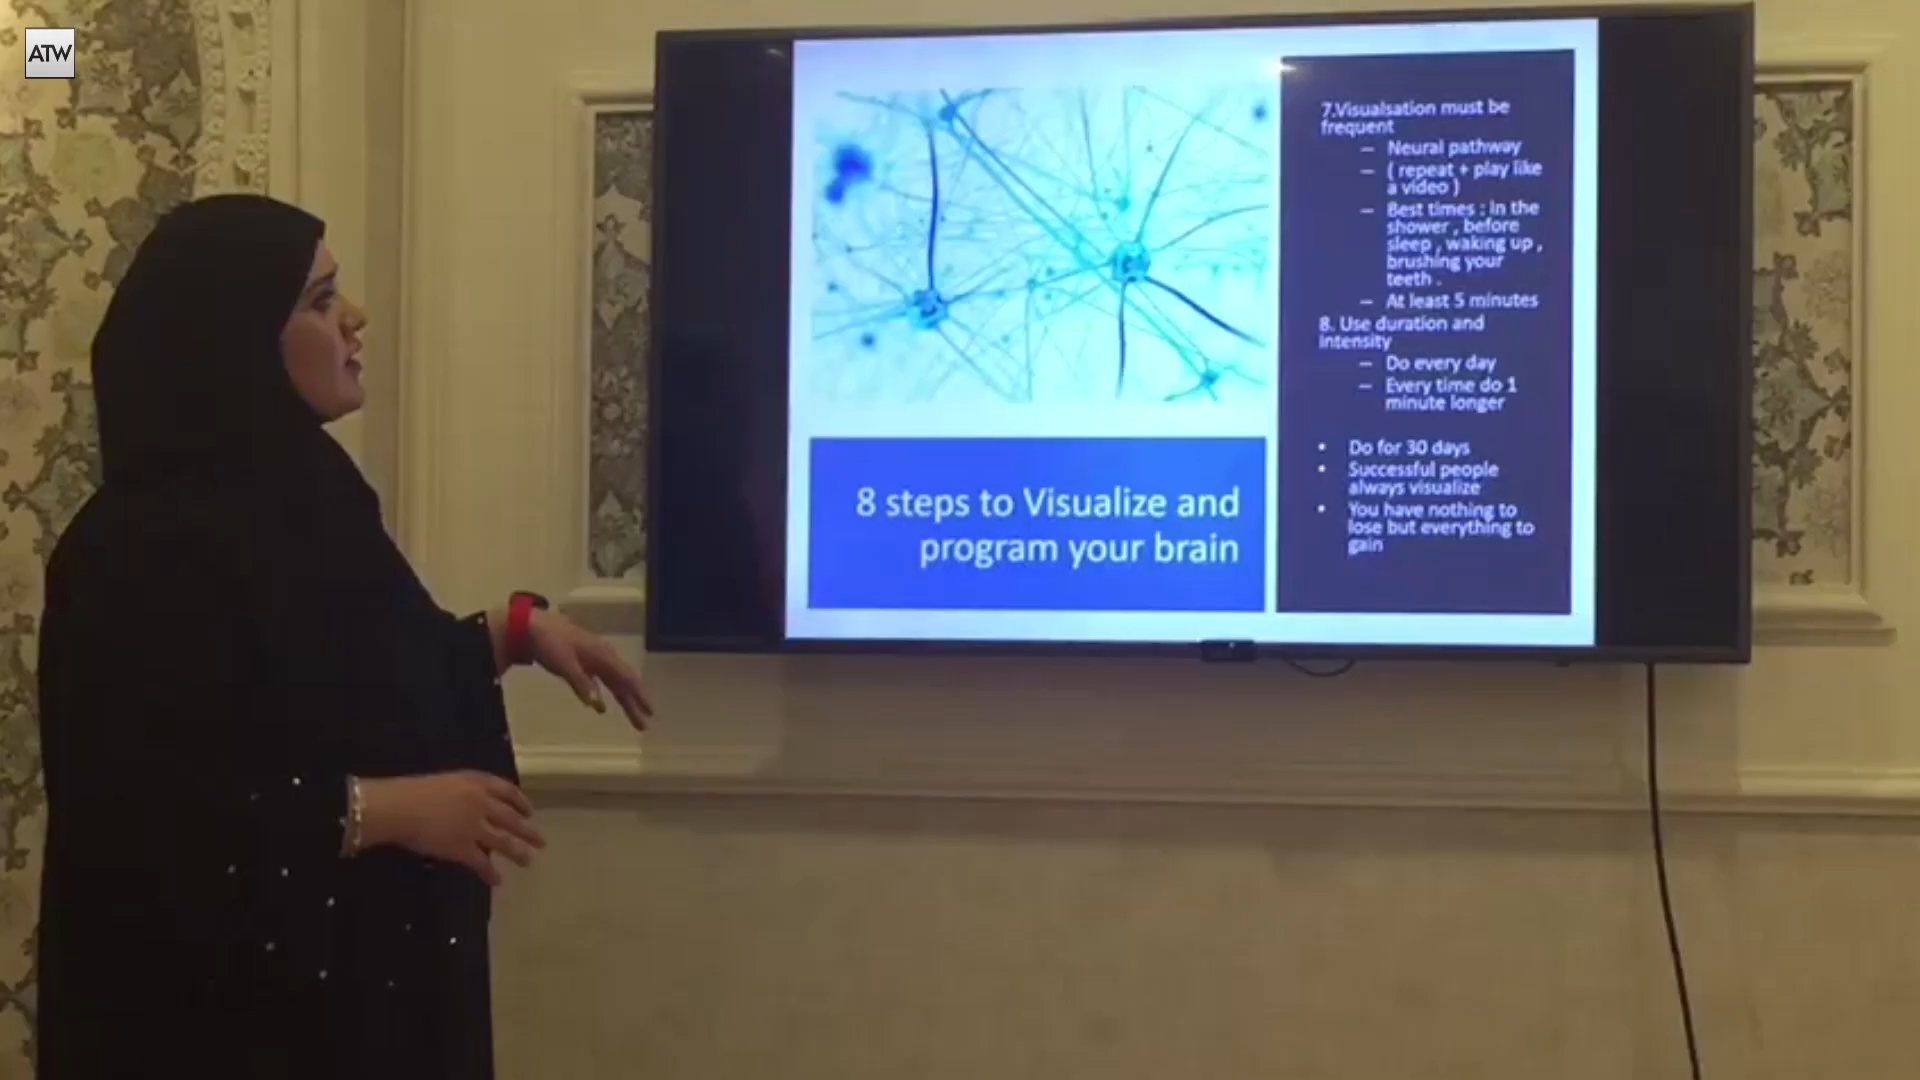 ATW
8 steps to Visualize and
program your brain
7.Visualsation must be
frequent
– Neural pathway
– ( repeat + play like
a video )
– Best times : in the
shower , before
sleep , waking up ,
brushing your
teeth .
– At least 5 minutes
8. Use duration and
intensity
– Do every day
– Every time do 1
minute longer
• Do for 30 days
• Successful people
always visualize
• You have nothing to
lose but everything to
gain